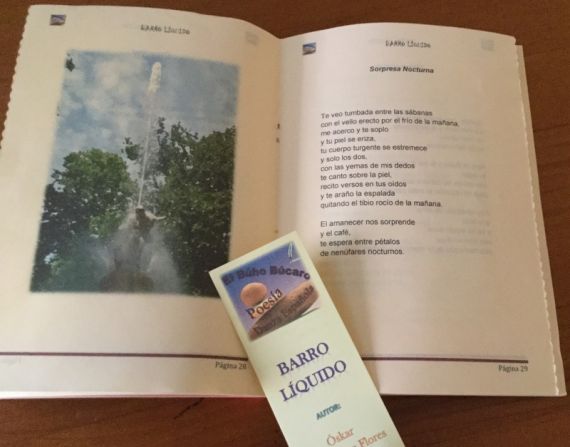 BARRO LÍQUIDO
Página 28
BARRO LÍQUIDO
Sorpresa Nocturna
Te veo tumbada entre las sábanas
con el vello erecto por el frío de la mañana,
me acerco y te soplo
y tu piel se eriza,
tu cuerpo turgente se estremece
y solo los dos,
con las yemas de mis dedos
te canto sobre la piel,
recito versos en tus oídos
y te araño la espalada
quitando el tibio rocío de la mañana.
El amanecer nos sorprende
y el café,
te espera entre pétalos
de nenúfares nocturnos.
Página 29
El Búho Búcaro
Poesía
Diana Española
BARRO
LÍQUIDO
AUTOR:
Óskar
Flores